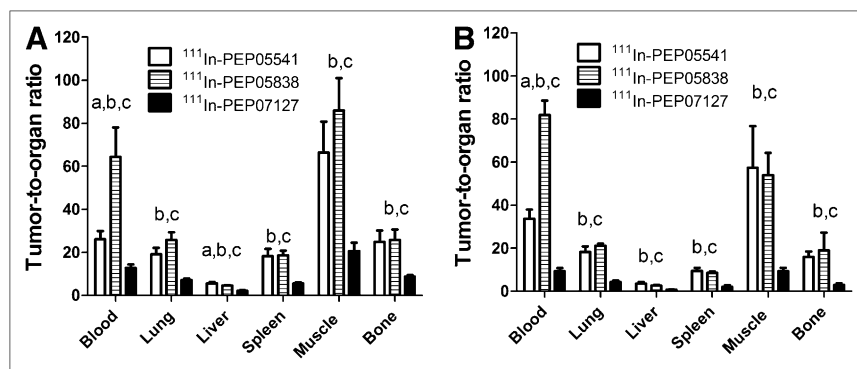 A
120
100
80
60
40
20
0
Tumor-to-organ ratio
¹¹¹In-PEP05541
¹¹¹In-PEP05838
¹¹¹In-PEP07127
a,b,c
b,c
a,b,c
b,c
b,c
b,c
Blood
Lung
Liver
Spleen
Muscle
Bone
B
120
100
80
60
40
20
0
Tumor-to-organ ratio
¹¹¹In-PEP05541
¹¹¹In-PEP05838
¹¹¹In-PEP07127
a,b,c
b,c
b,c
b,c
b,c
b,c
Blood
Lung
Liver
Spleen
Muscle
Bone